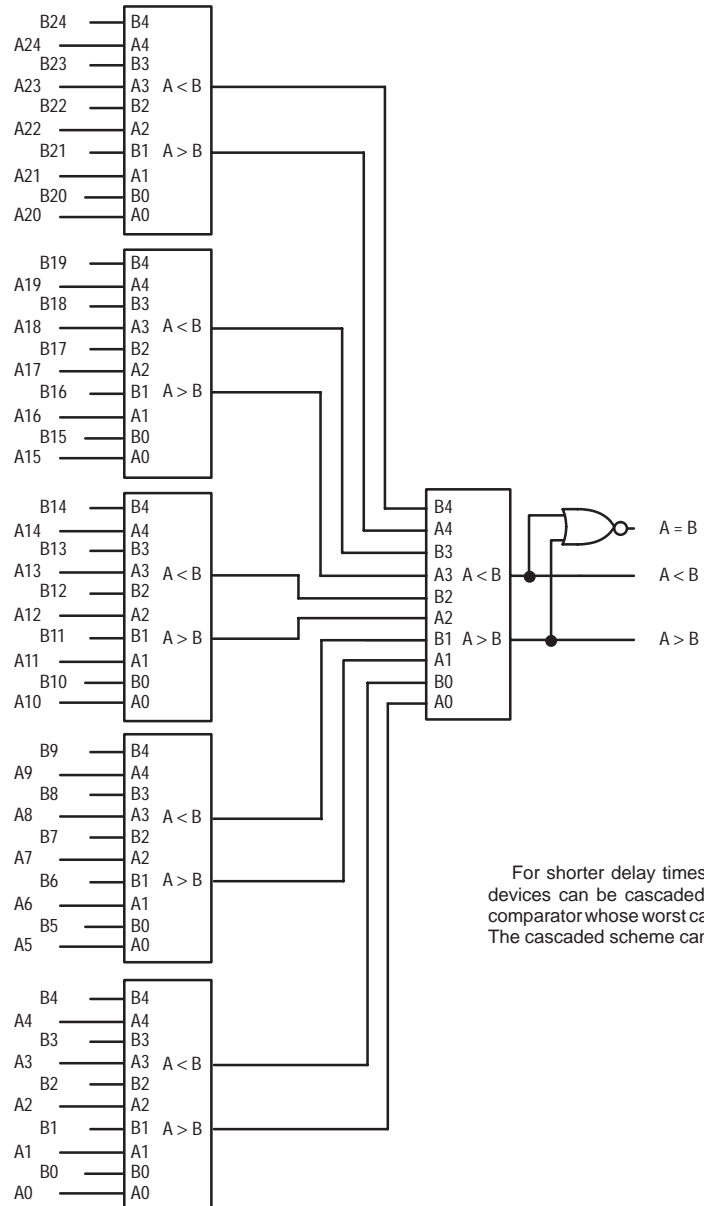 B24 B4
A24 A4
B23 B3
A23 A3 A < B
B22 B2
A22 A2
B21 B1 A > B
A21 A1
B20 B0
A20 A0
B19 B4
A19 A4
B18 B3
A18 A3 A < B
B17 B2
A17 A2
B16 B1 A > B
A16 A1
B15 B0
A15 A0
B14 B4
A14 A4
B13 B3
A13 A3 A < B
B12 B2
A12 A2
B11 B1 A > B
A11 A1
B10 B0
A10 A0
B9 B4
A9 A4
B8 B3
A8 A3 A < B
B7 B2
A7 A2
B6 B1 A > B
A6 A1
B5 B0
A5 A0
B4 B4
A4 A4
B3 B3
A3 A3 A < B
B2 B2
A2 A2
B1 B1 A > B
A1 A1
B0 B0
A0 A0
B4
A4
B3
A3 A < B
B2
A2
B1 A > B
A1
B0
A0
A = B
A < B
A > B
For shorter delay times
devices can be cascaded
comparator whose worst ca
The cascaded scheme can